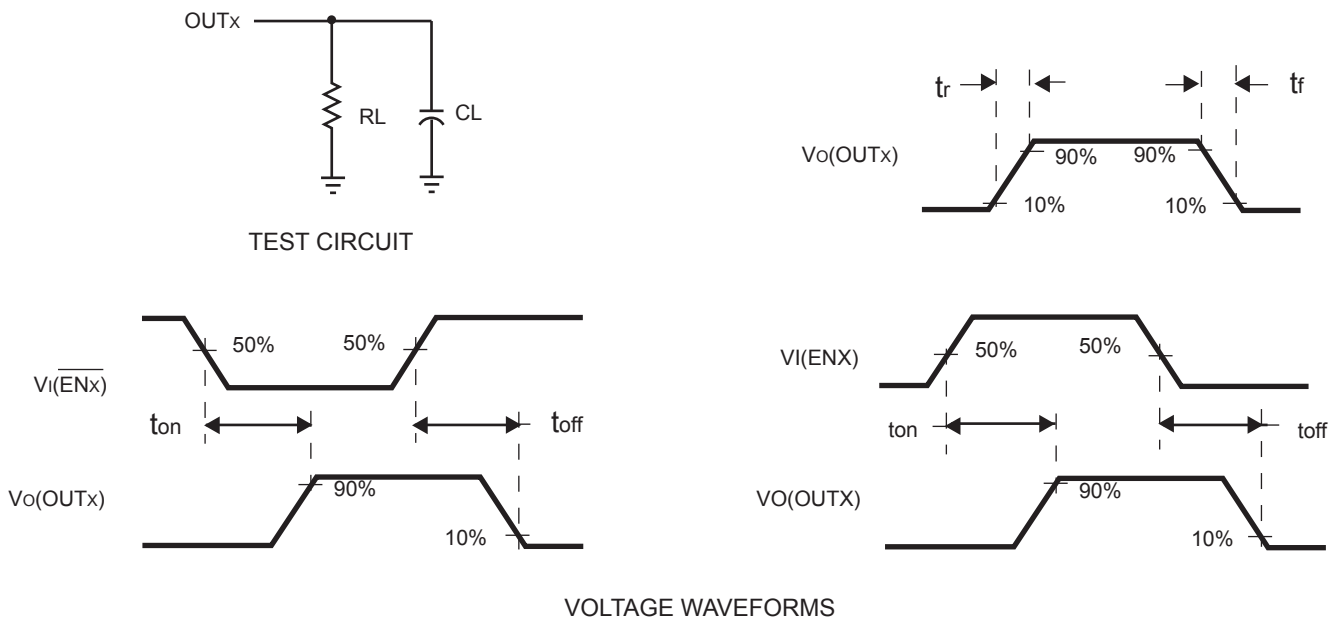 OUTx
RL
CL
TEST CIRCUIT
tr
tf
Vo(OUTx)
90%
90%
10%
10%
VI(ENx)
50%
50%
ton
toff
Vo(OUTx)
90%
10%
VI(ENX)
50%
50%
ton
toff
VO(OUTX)
90%
10%
VOLTAGE WAVEFORMS